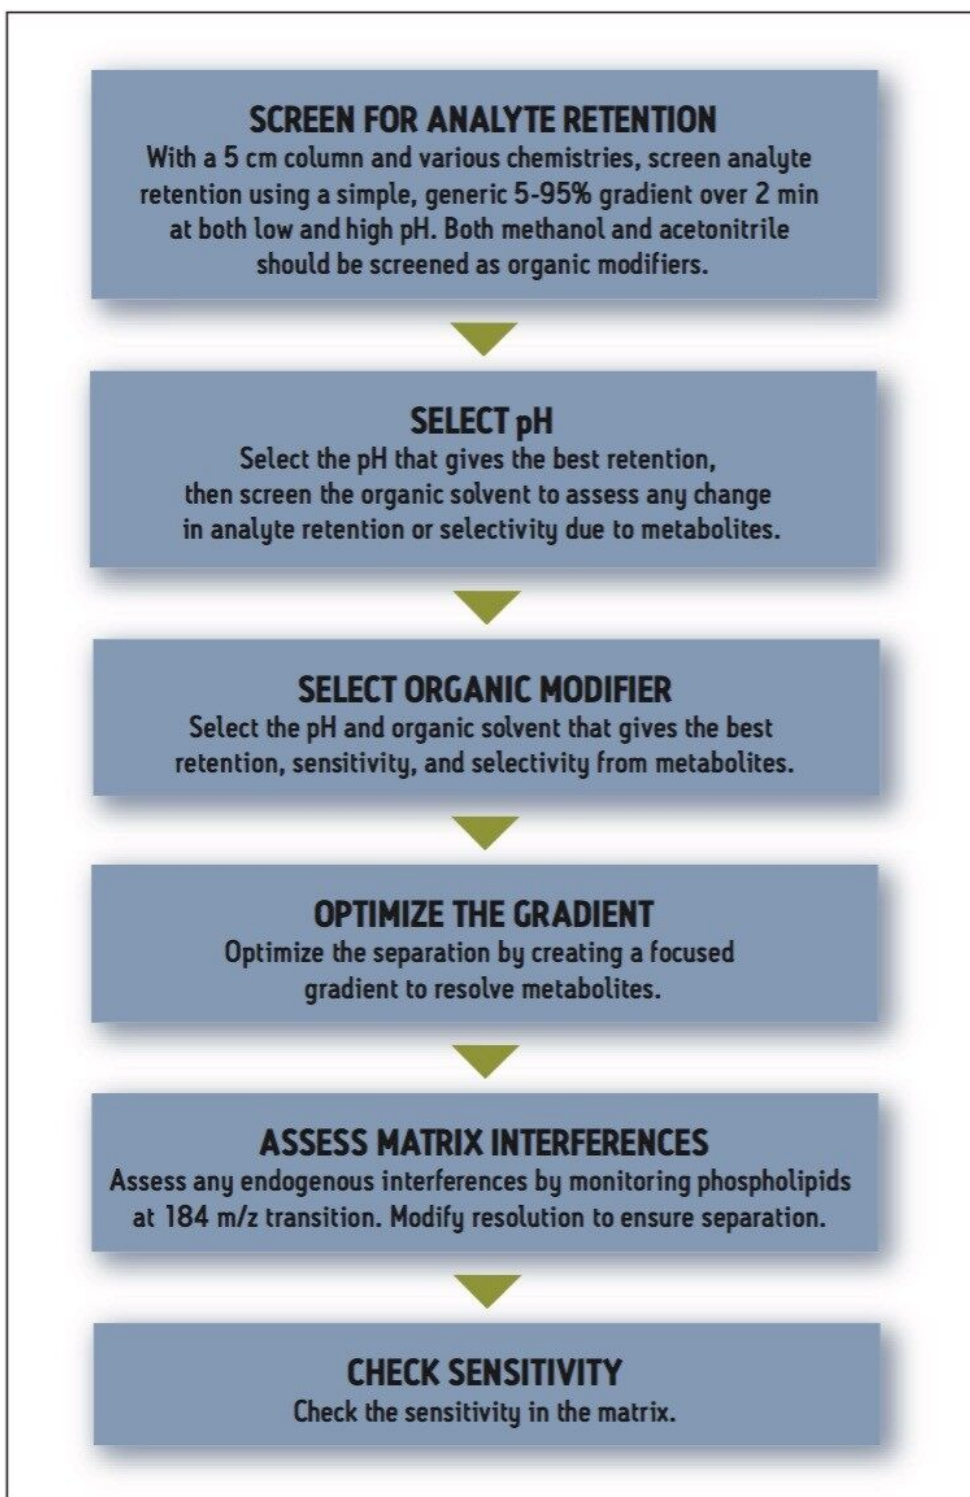 SCREEN FOR ANALYTE RETENTION
With a 5 cm column and various chemistries, screen analyte
retention using a simple, generic 5-95% gradient over 2 min
at both low and high pH. Both methanol and acetonitrile
should be screened as organic modifiers.
SELECT pH
Select the pH that gives the best retention,
then screen the organic solvent to assess any change
in analyte retention or selectivity due to metabolites.
SELECT ORGANIC MODIFIER
Select the pH and organic solvent that gives the best
retention, sensitivity, and selectivity from metabolites.
OPTIMIZE THE GRADIENT
Optimize the separation by creating a focused
gradient to resolve metabolites.
ASSESS MATRIX INTERFERENCES
Assess any endogenous interferences by monitoring phospholipids
at 184 m/z transition. Modify resolution to ensure separation.
CHECK SENSITIVITY
Check the sensitivity in the matrix.